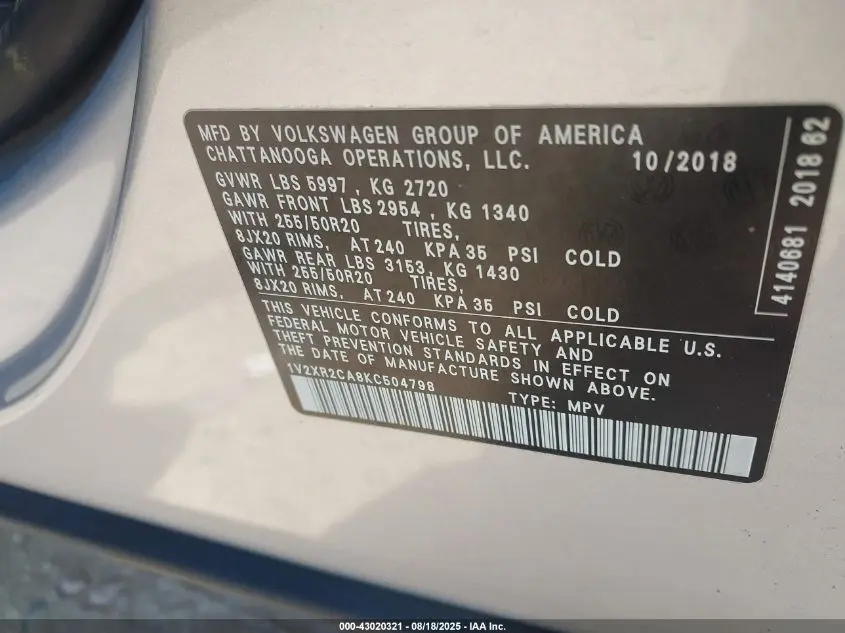 MFD BY VOLKSWAGEN GROUP OF AMERICA
CHATTANOOGA OPERATIONS, LLC. 10/2018
GVWR LBS 5997 , KG 2720
GAWR FRONT LBS 2954 , KG 1340
WITH 255/50R20 TIRES,
8JX20 RIMS, AT 240 KPA 35 PSI COLD
GAWR REAR LBS 3153, KG 1430
WITH 255/50R20 TIRES,
8JX20 RIMS, AT 240 KPA 35 PSI COLD
THIS VEHICLE CONFORMS TO ALL APPLICABLE U.S.
FEDERAL MOTOR VEHICLE SAFETY AND
THEFT PREVENTION STANDARDS IN EFFECT ON
THE DATE OF MANUFACTURE SHOWN ABOVE.
1V2XR2CA8KC504798 TYPE: MPV
4140681 2018 62
000-43020321 - 08/18/2025 - IAA Inc.